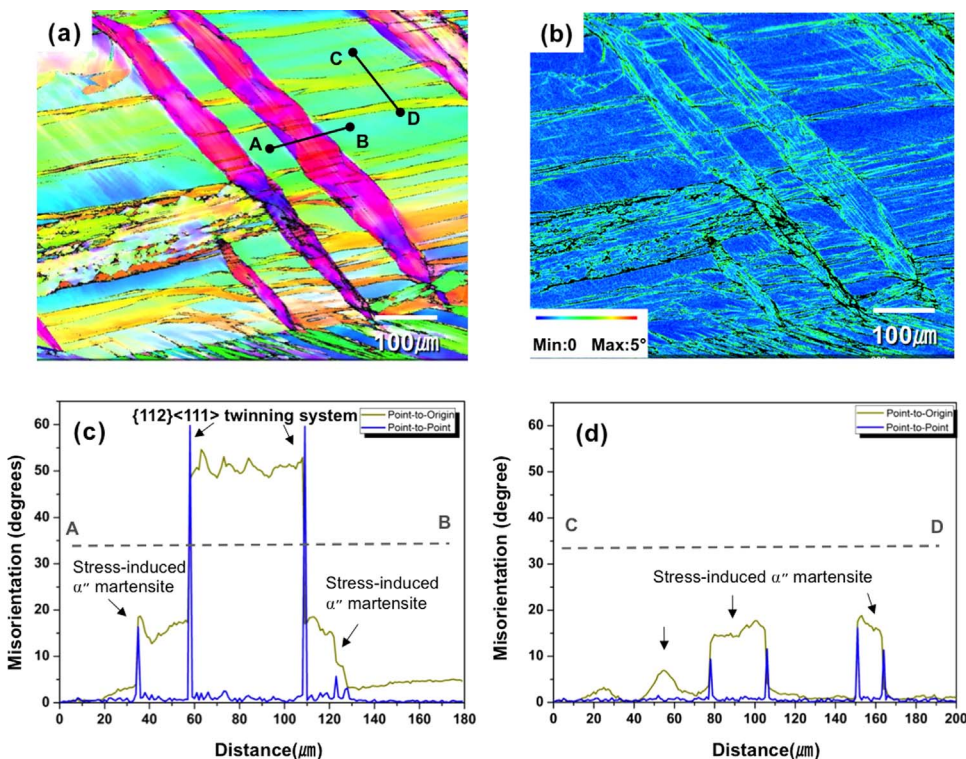 (a)
C
D
A
B
100㎛
(b)
Min:0 Max:5°
100㎛
(c)
{112}<111> twinning system
Point-to-Origin
Point-to-Point
A
B
Stress-induced
α″ martensite
Stress-induced
α″ martensite
Misorientation (degrees)
60
50
40
30
20
10
0
0 20 40 60 80 100 120 140 160 180
Distance(㎛)
(d)
Point-to-Origin
Point-to-Point
C
D
Stress-induced α″ martensite
Misorientation (degrees)
60
50
40
30
20
10
0
0 20 40 60 80 100 120 140 160 180 200
Distance(㎛)